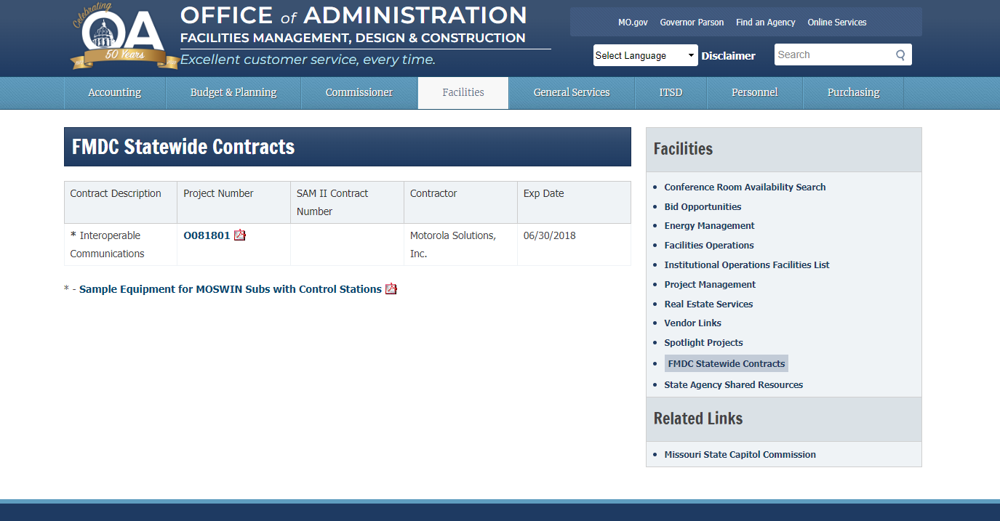 Celebrating
OA
50 Years
OFFICE of ADMINISTRATION
FACILITIES MANAGEMENT, DESIGN & CONSTRUCTION
Excellent customer service, every time.
MO.gov Governor Parson Find an Agency Online Services
Select Language Disclaimer Search
Accounting Budget & Planning Commissioner Facilities General Services ITSD Personnel Purchasing
FMDC Statewide Contracts
Contract Description Project Number SAM II Contract Number Contractor Exp Date
* Interoperable Communications O081801 Motorola Solutions, Inc. 06/30/2018
* - Sample Equipment for MOSWIN Subs with Control Stations
Facilities
Conference Room Availability Search
Bid Opportunities
Energy Management
Facilities Operations
Institutional Operations Facilities List
Project Management
Real Estate Services
Vendor Links
Spotlight Projects
FMDC Statewide Contracts
State Agency Shared Resources
Related Links
Missouri State Capitol Commission